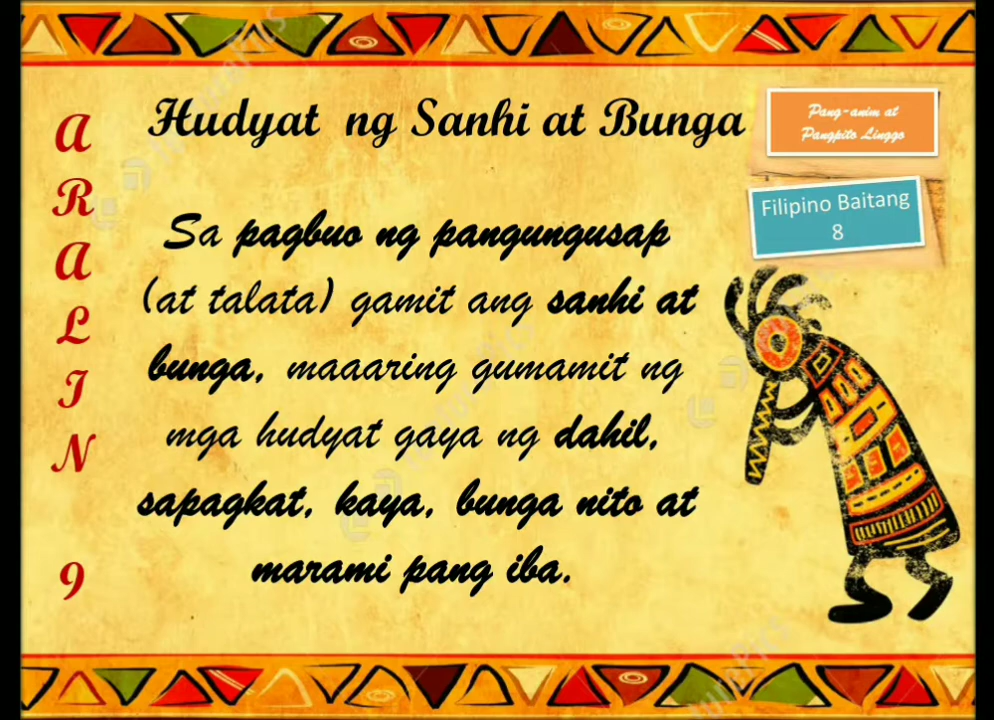 Hudyat ng Sanhi at Bunga
Pang-anim at
Pangpito Linggo
Filipino Baitang
8
A
R
A
L
I
N
9
Sa pagbuo ng pangungusap
(at talata) gamit ang sanhi at
bunga, maaaring gumamit ng
mga hudyat gaya ng dahil,
sapagkat, kaya, bunga nito at
marami pang iba.